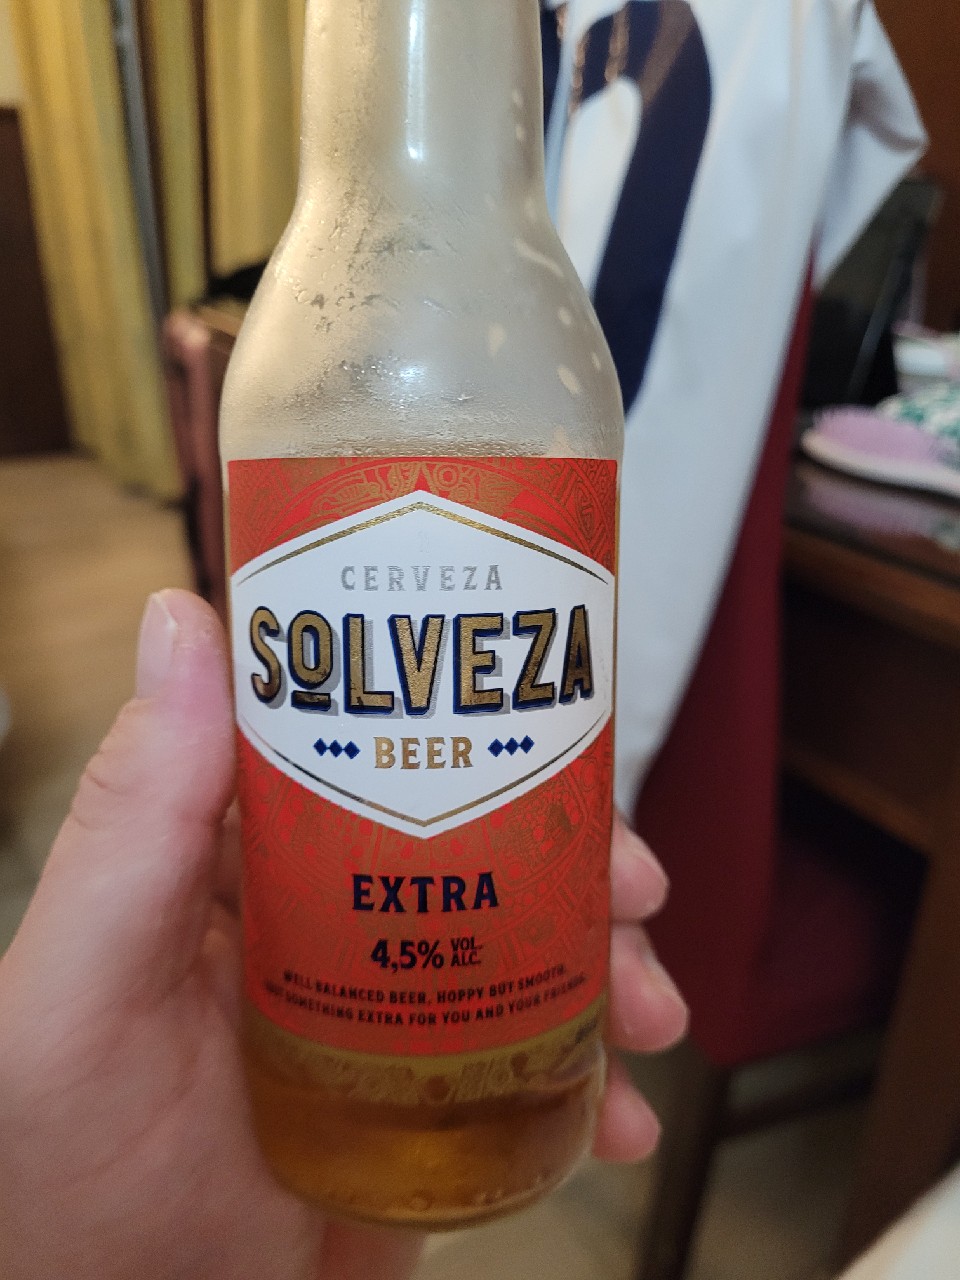 CERVEZA
SOLVEZA
BEER
EXTRA
4,5% VOL.
ALC.
WELL BALANCED BEER, HOPPY BUT SMOOTH.
JUST SOMETHING EXTRA FOR YOU AND YOUR FRIENDS.